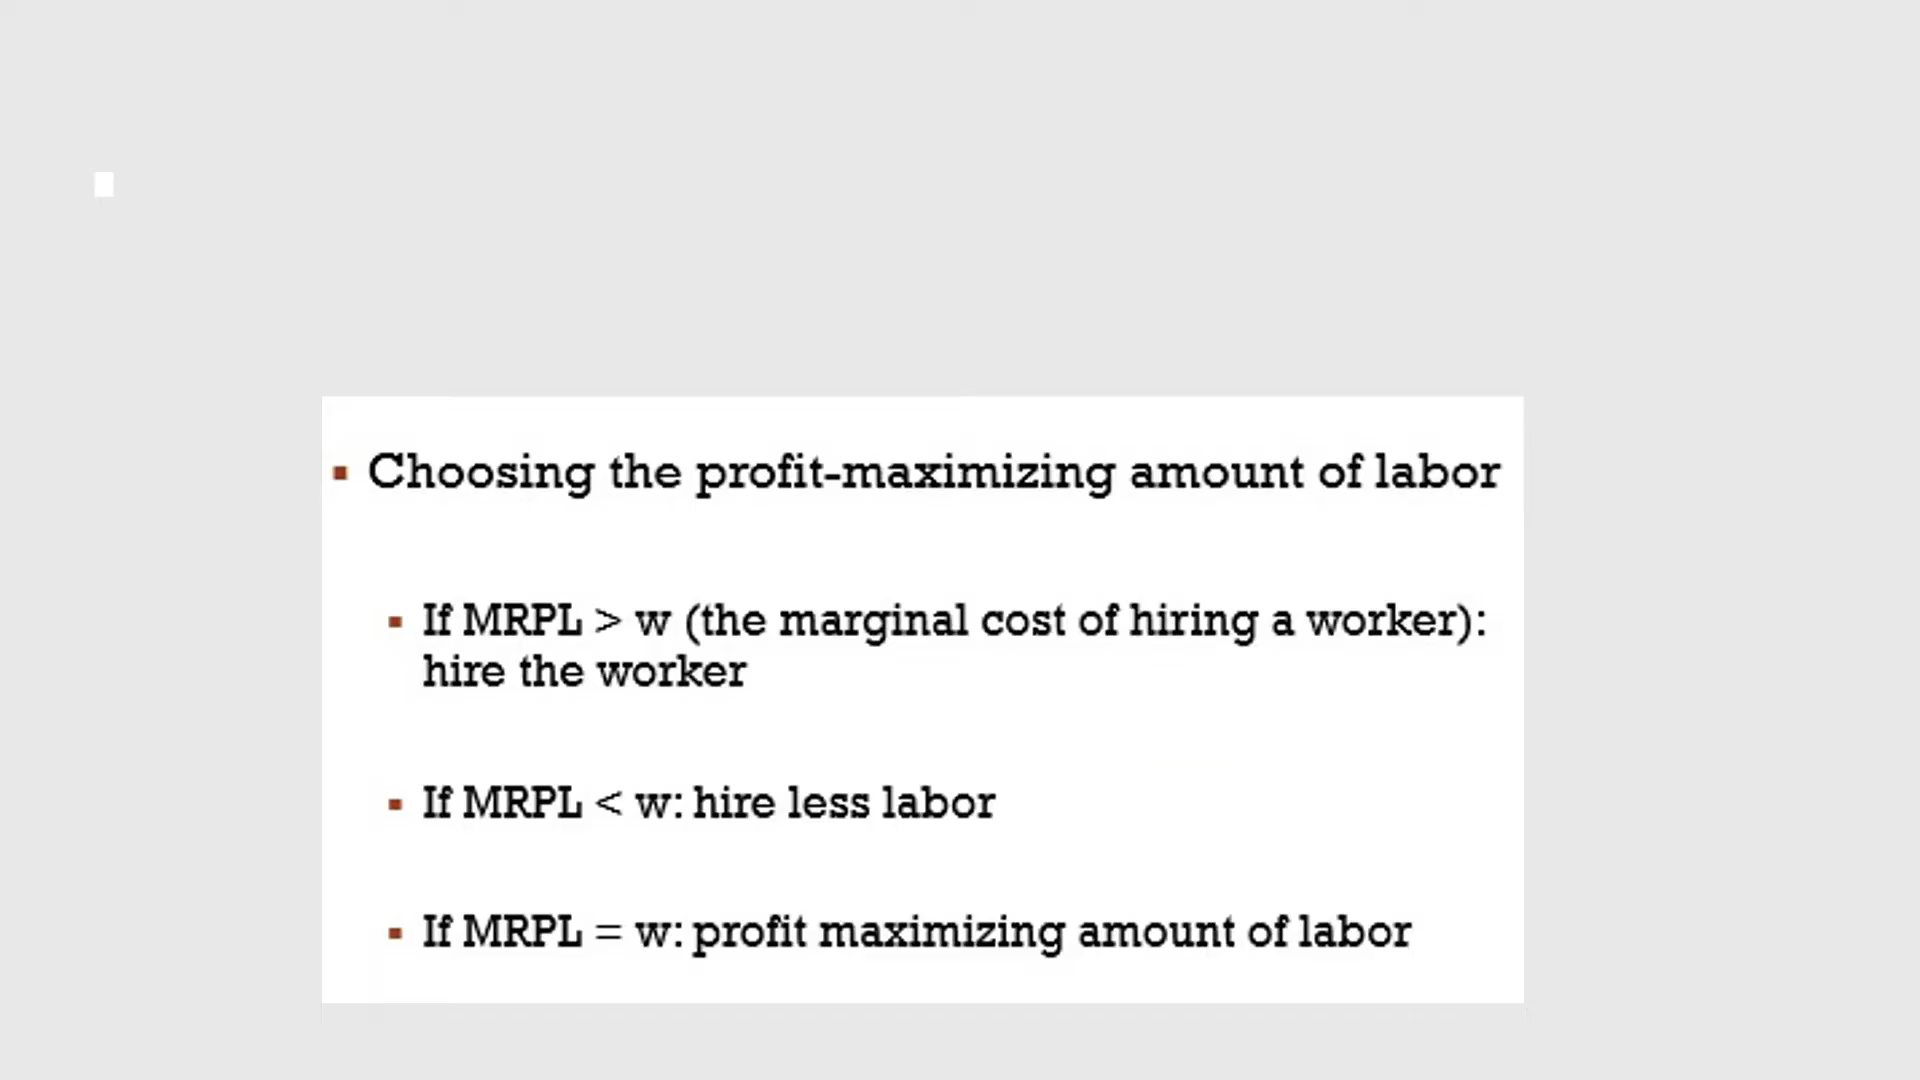 Choosing the profit-maximizing amount of labor
If MRPL > w (the marginal cost of hiring a worker):
hire the worker
If MRPL < w: hire less labor
If MRPL = w: profit maximizing amount of labor